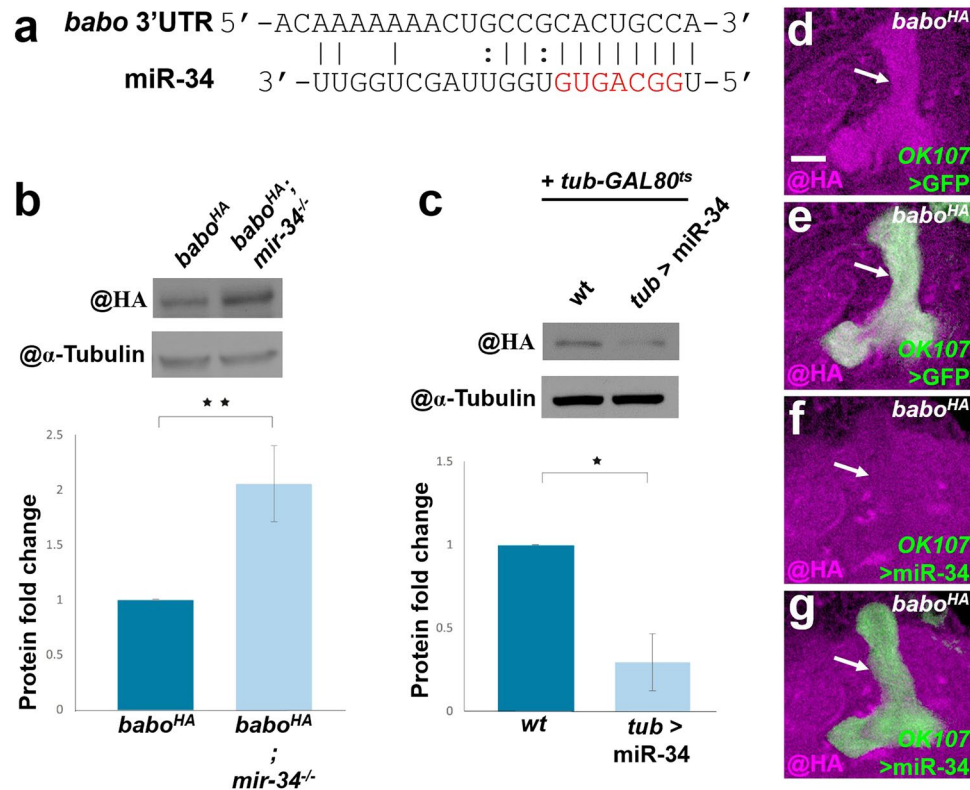 a
babo 3’UTR 5’ -ACAAAAAAACUGCCGCACUGCCA-3’
miR-34 3’ -UUGGUCGAUUGGUGUGACGGU-5’
b
babo^HA
babo^HA;
mir-34^-/-
@HA
@α-Tubulin
★ ★
Protein fold change
2.5
2
1.5
1
0.5
0
babo^HA
babo^HA
;
mir-34^-/-
c
+ tub-GAL80^ts
wt
tub > miR-34
@HA
@α-Tubulin
★
Protein fold change
1.5
1
0.5
0
wt
tub >
miR-34
d
babo^HA
OK107
@HA >GFP
e
babo^HA
OK107
@HA >GFP
f
babo^HA
OK107
@HA >miR-34
g
babo^HA
OK107
@HA >miR-34